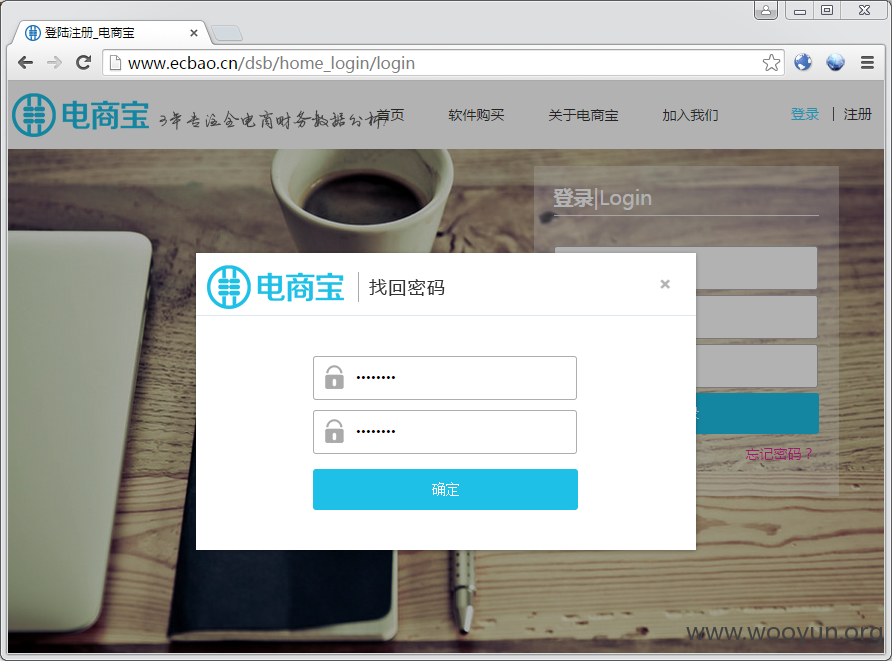 登陆注册_电商宝
www.ecbao.cn/dsb/home_login/login
电商宝 3年专注全电商财务数据分析! 首页 软件购买 关于电商宝 加入我们 登录 | 注册
登录|Login
电商宝 | 找回密码 ×
••••••••
••••••••
确定
忘记密码？
www.wooyun.org